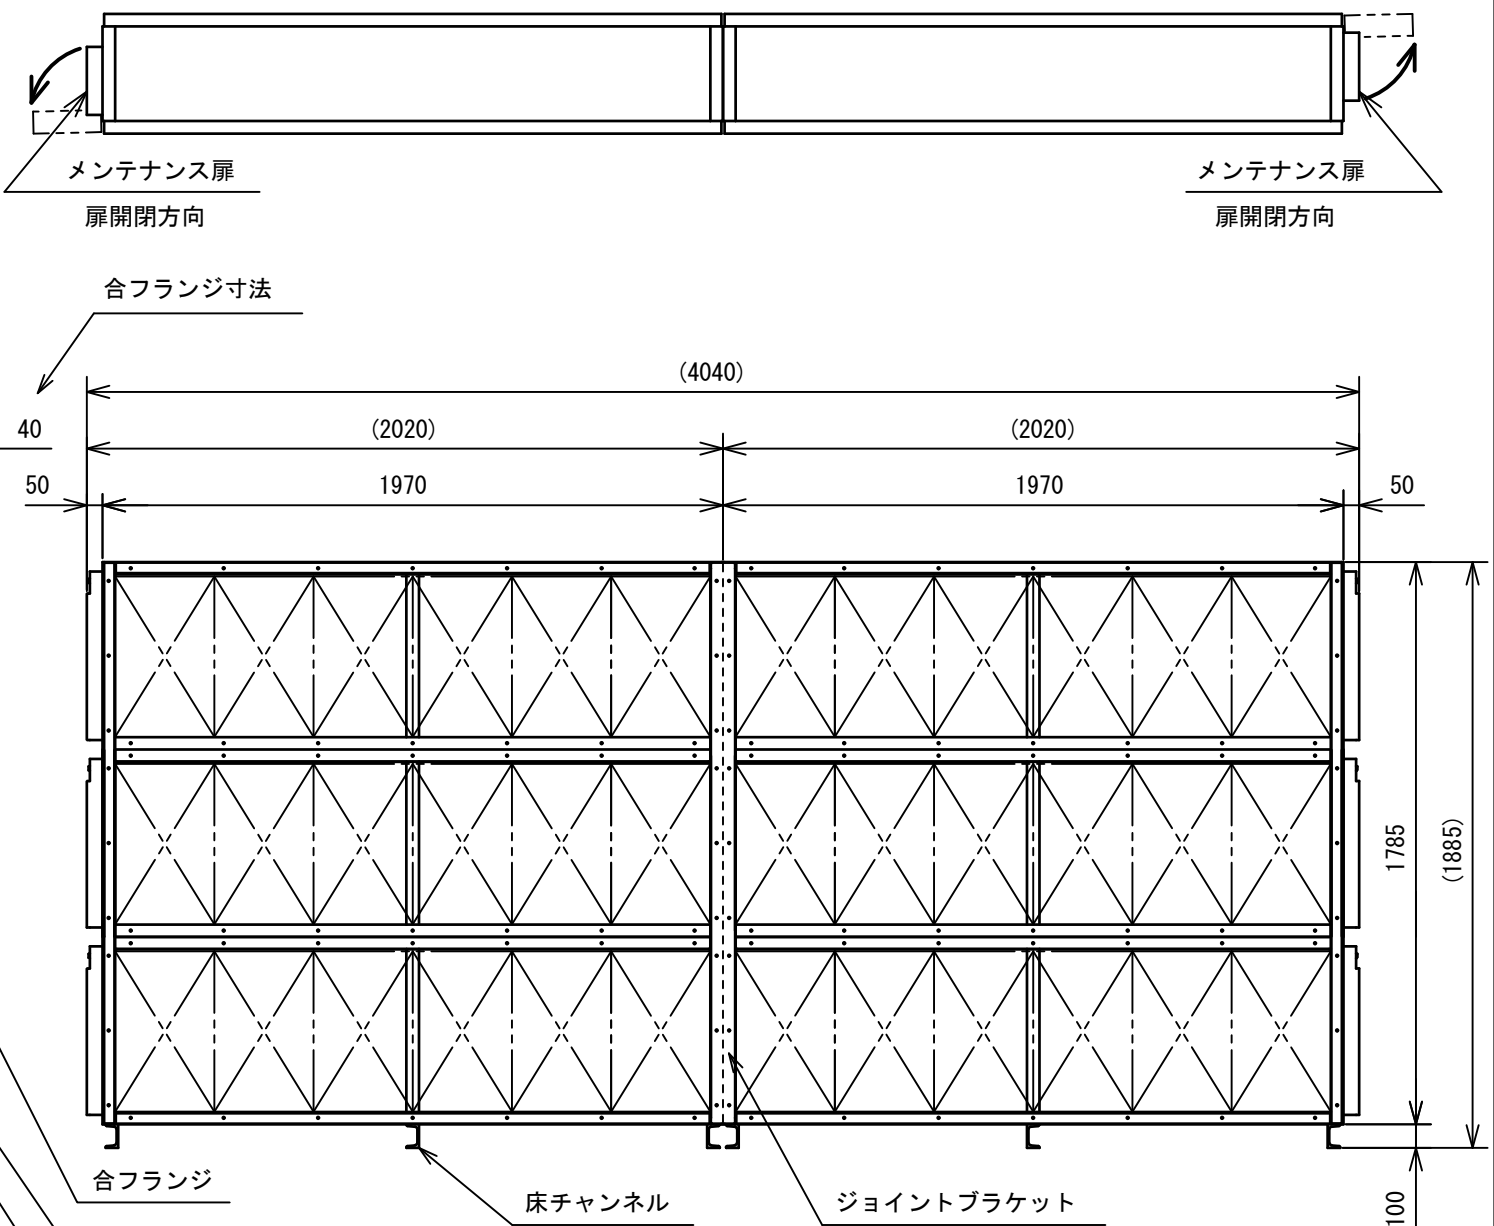 メンテナンス扉
扉開閉方向
メンテナンス扉
扉開閉方向
合フランジ寸法
(4040)
40
(2020)
(2020)
50
1970
1970
50
1785
(1885)
100
合フランジ
床チャンネル
ジョイントブラケット